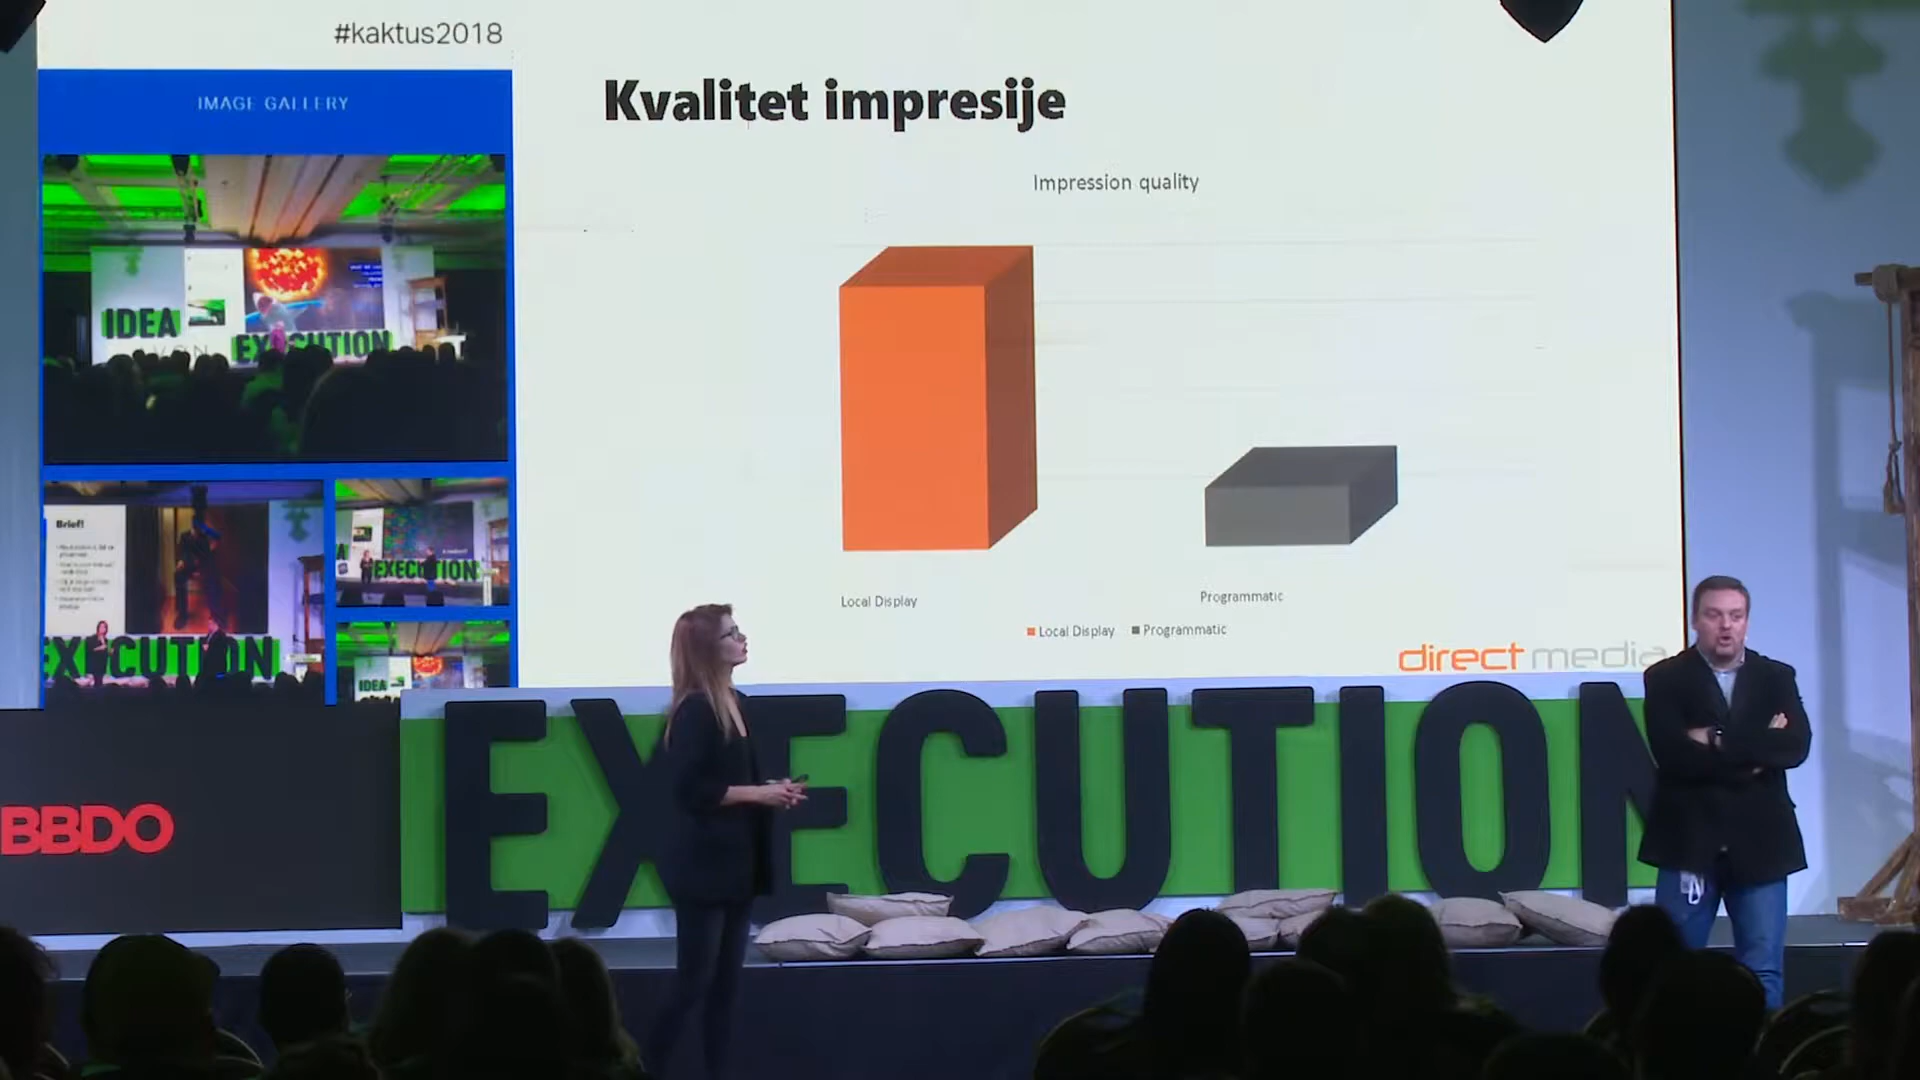 #kaktus2018
IMAGE GALLERY
IDEA
EXECUTION
Brief!
EXECUTION
EXECUTION
IDEA
Kvalitet impresije
Impression quality
Local Display
Programmatic
Local Display
Programmatic
direct media
BBDO
EXECUTION